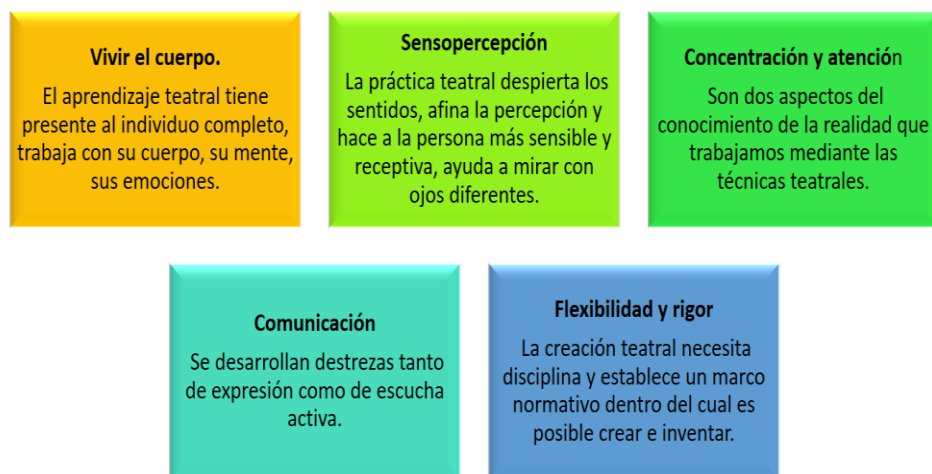 Vivir el cuerpo.
El aprendizaje teatral tiene
presente al individuo completo,
trabaja con su cuerpo, su mente,
sus emociones.
Sensopercepción
La práctica teatral despierta los
sentidos, afina la percepción y
hace a la persona más sensible y
receptiva, ayuda a mirar con
ojos diferentes.
Concentración y atención
Son dos aspectos del
conocimiento de la realidad que
trabajamos mediante las
técnicas teatrales.
Comunicación
Se desarrollan destrezas tanto
de expresión como de escucha
activa.
Flexibilidad y rigor
La creación teatral necesita
disciplina y establece un marco
normativo dentro del cual es
posible crear e inventar.